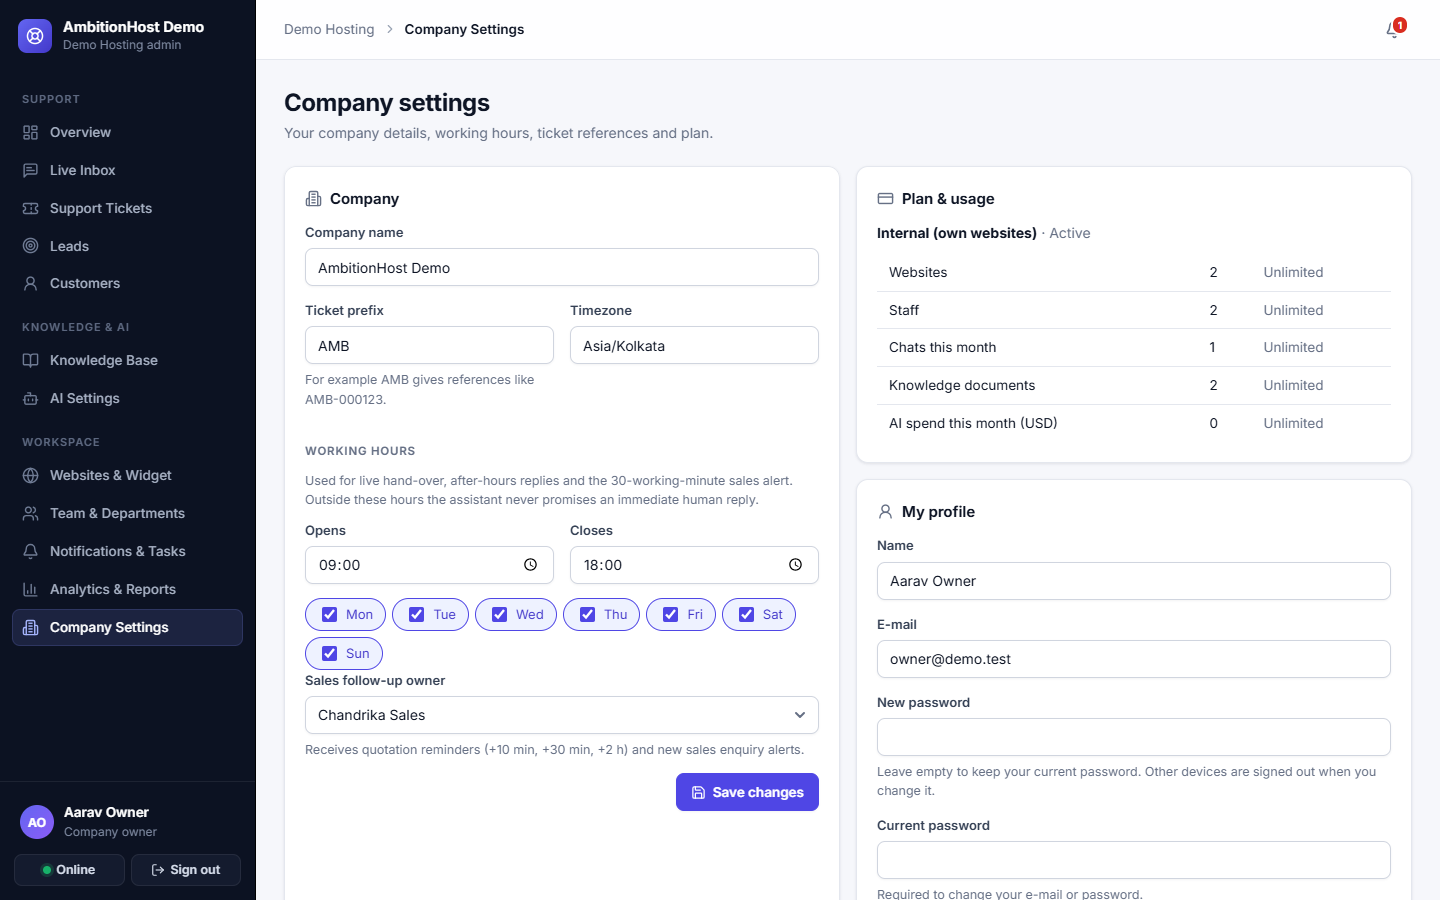 AmbitionHost Demo
Demo Hosting admin
SUPPORT
Overview
Live Inbox
Support Tickets
Leads
Customers
KNOWLEDGE & AI
Knowledge Base
AI Settings
WORKSPACE
Websites & Widget
Team & Departments
Notifications & Tasks
Analytics & Reports
Company Settings
AO
Aarav Owner
Company owner
Online
Sign out
Demo Hosting > Company Settings
1
Company settings
Your company details, working hours, ticket references and plan.
Company
Company name
AmbitionHost Demo
Ticket prefix
Timezone
AMB
Asia/Kolkata
For example AMB gives references like
AMB-000123.
WORKING HOURS
Used for live hand-over, after-hours replies and the 30-working-minute sales alert.
Outside these hours the assistant never promises an immediate human reply.
Opens
Closes
09:00
18:00
Mon Tue Wed Thu Fri Sat
Sun
Sales follow-up owner
Chandrika Sales
Receives quotation reminders (+10 min, +30 min, +2 h) and new sales enquiry alerts.
Save changes
Plan & usage
Internal (own websites) · Active
Websites 2 Unlimited
Staff 2 Unlimited
Chats this month 1 Unlimited
Knowledge documents 2 Unlimited
AI spend this month (USD) 0 Unlimited
My profile
Name
Aarav Owner
E-mail
owner@demo.test
New password
Leave empty to keep your current password. Other devices are signed out when you
change it.
Current password
Required to change your e-mail or password.